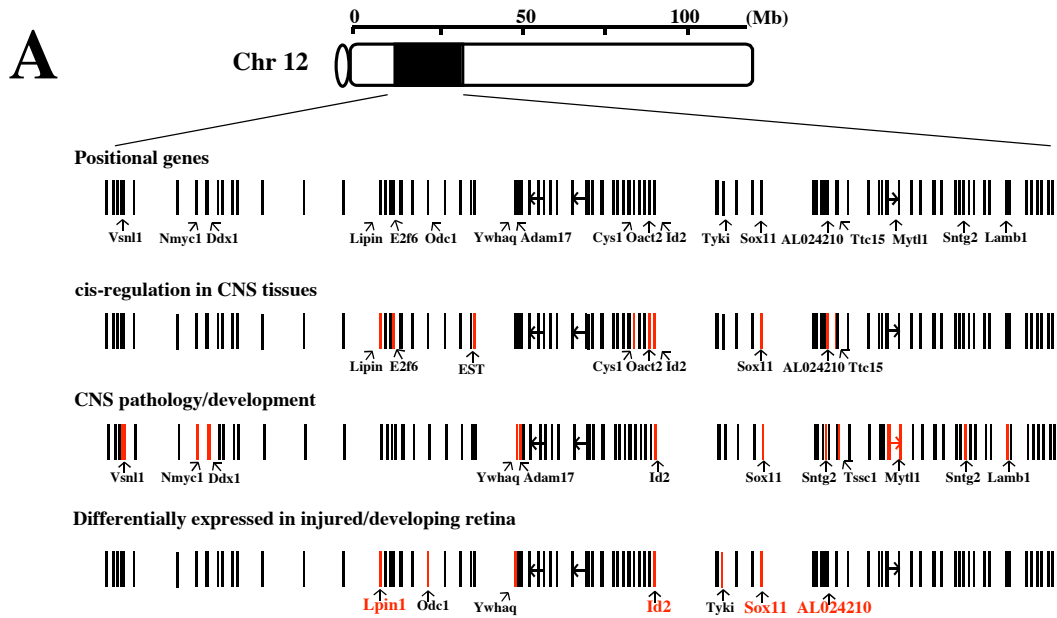 A
0 50 100 (Mb)
Chr 12
Positional genes
Vsnl1 Nmyc1 Ddx1 Lipin E2f6 Odc1 Ywhaq Adam17 Cys1 Oact2 Id2 Tyki Sox11 AL024210 Ttc15 Mytl1 Sntg2 Lamb1
cis-regulation in CNS tissues
Lipin E2f6 EST Cys1 Oact2 Id2 Sox11 AL024210 Ttc15
CNS pathology/development
Vsnl1 Nmyc1 Ddx1 Ywhaq Adam17 Id2 Sox11 Sntg2 Tssc1 Mytl1 Sntg2 Lamb1
Differentially expressed in injured/developing retina
Lpin1 Odc1 Ywhaq Id2 Tyki Sox11 AL024210